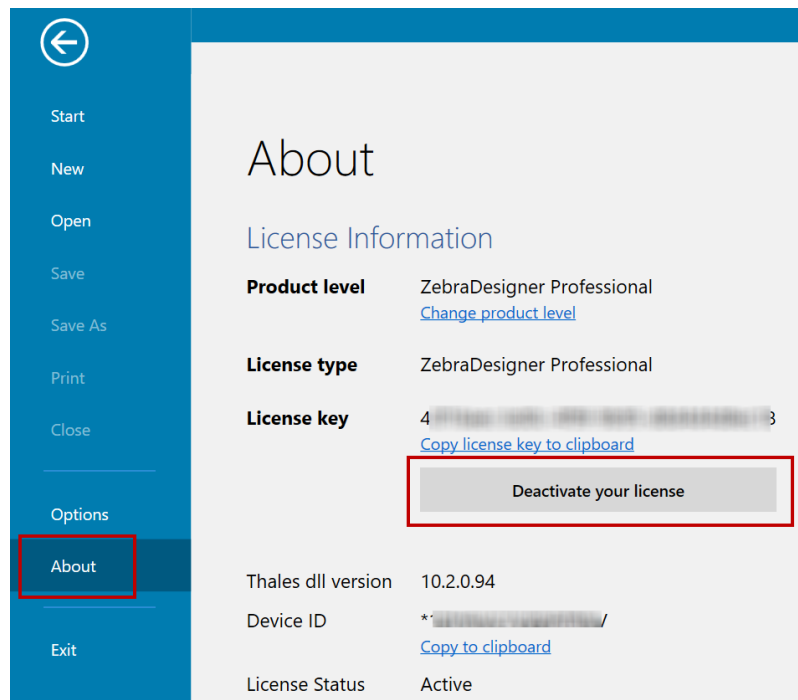 Start
New
Open
Save
Save As
Print
Close
Options
About
Exit
About
License Information
Product level ZebraDesigner Professional
Change product level
License type ZebraDesigner Professional
License key
Copy license key to clipboard
Deactivate your license
Thales dll version 10.2.0.94
Device ID
Copy to clipboard
License Status Active